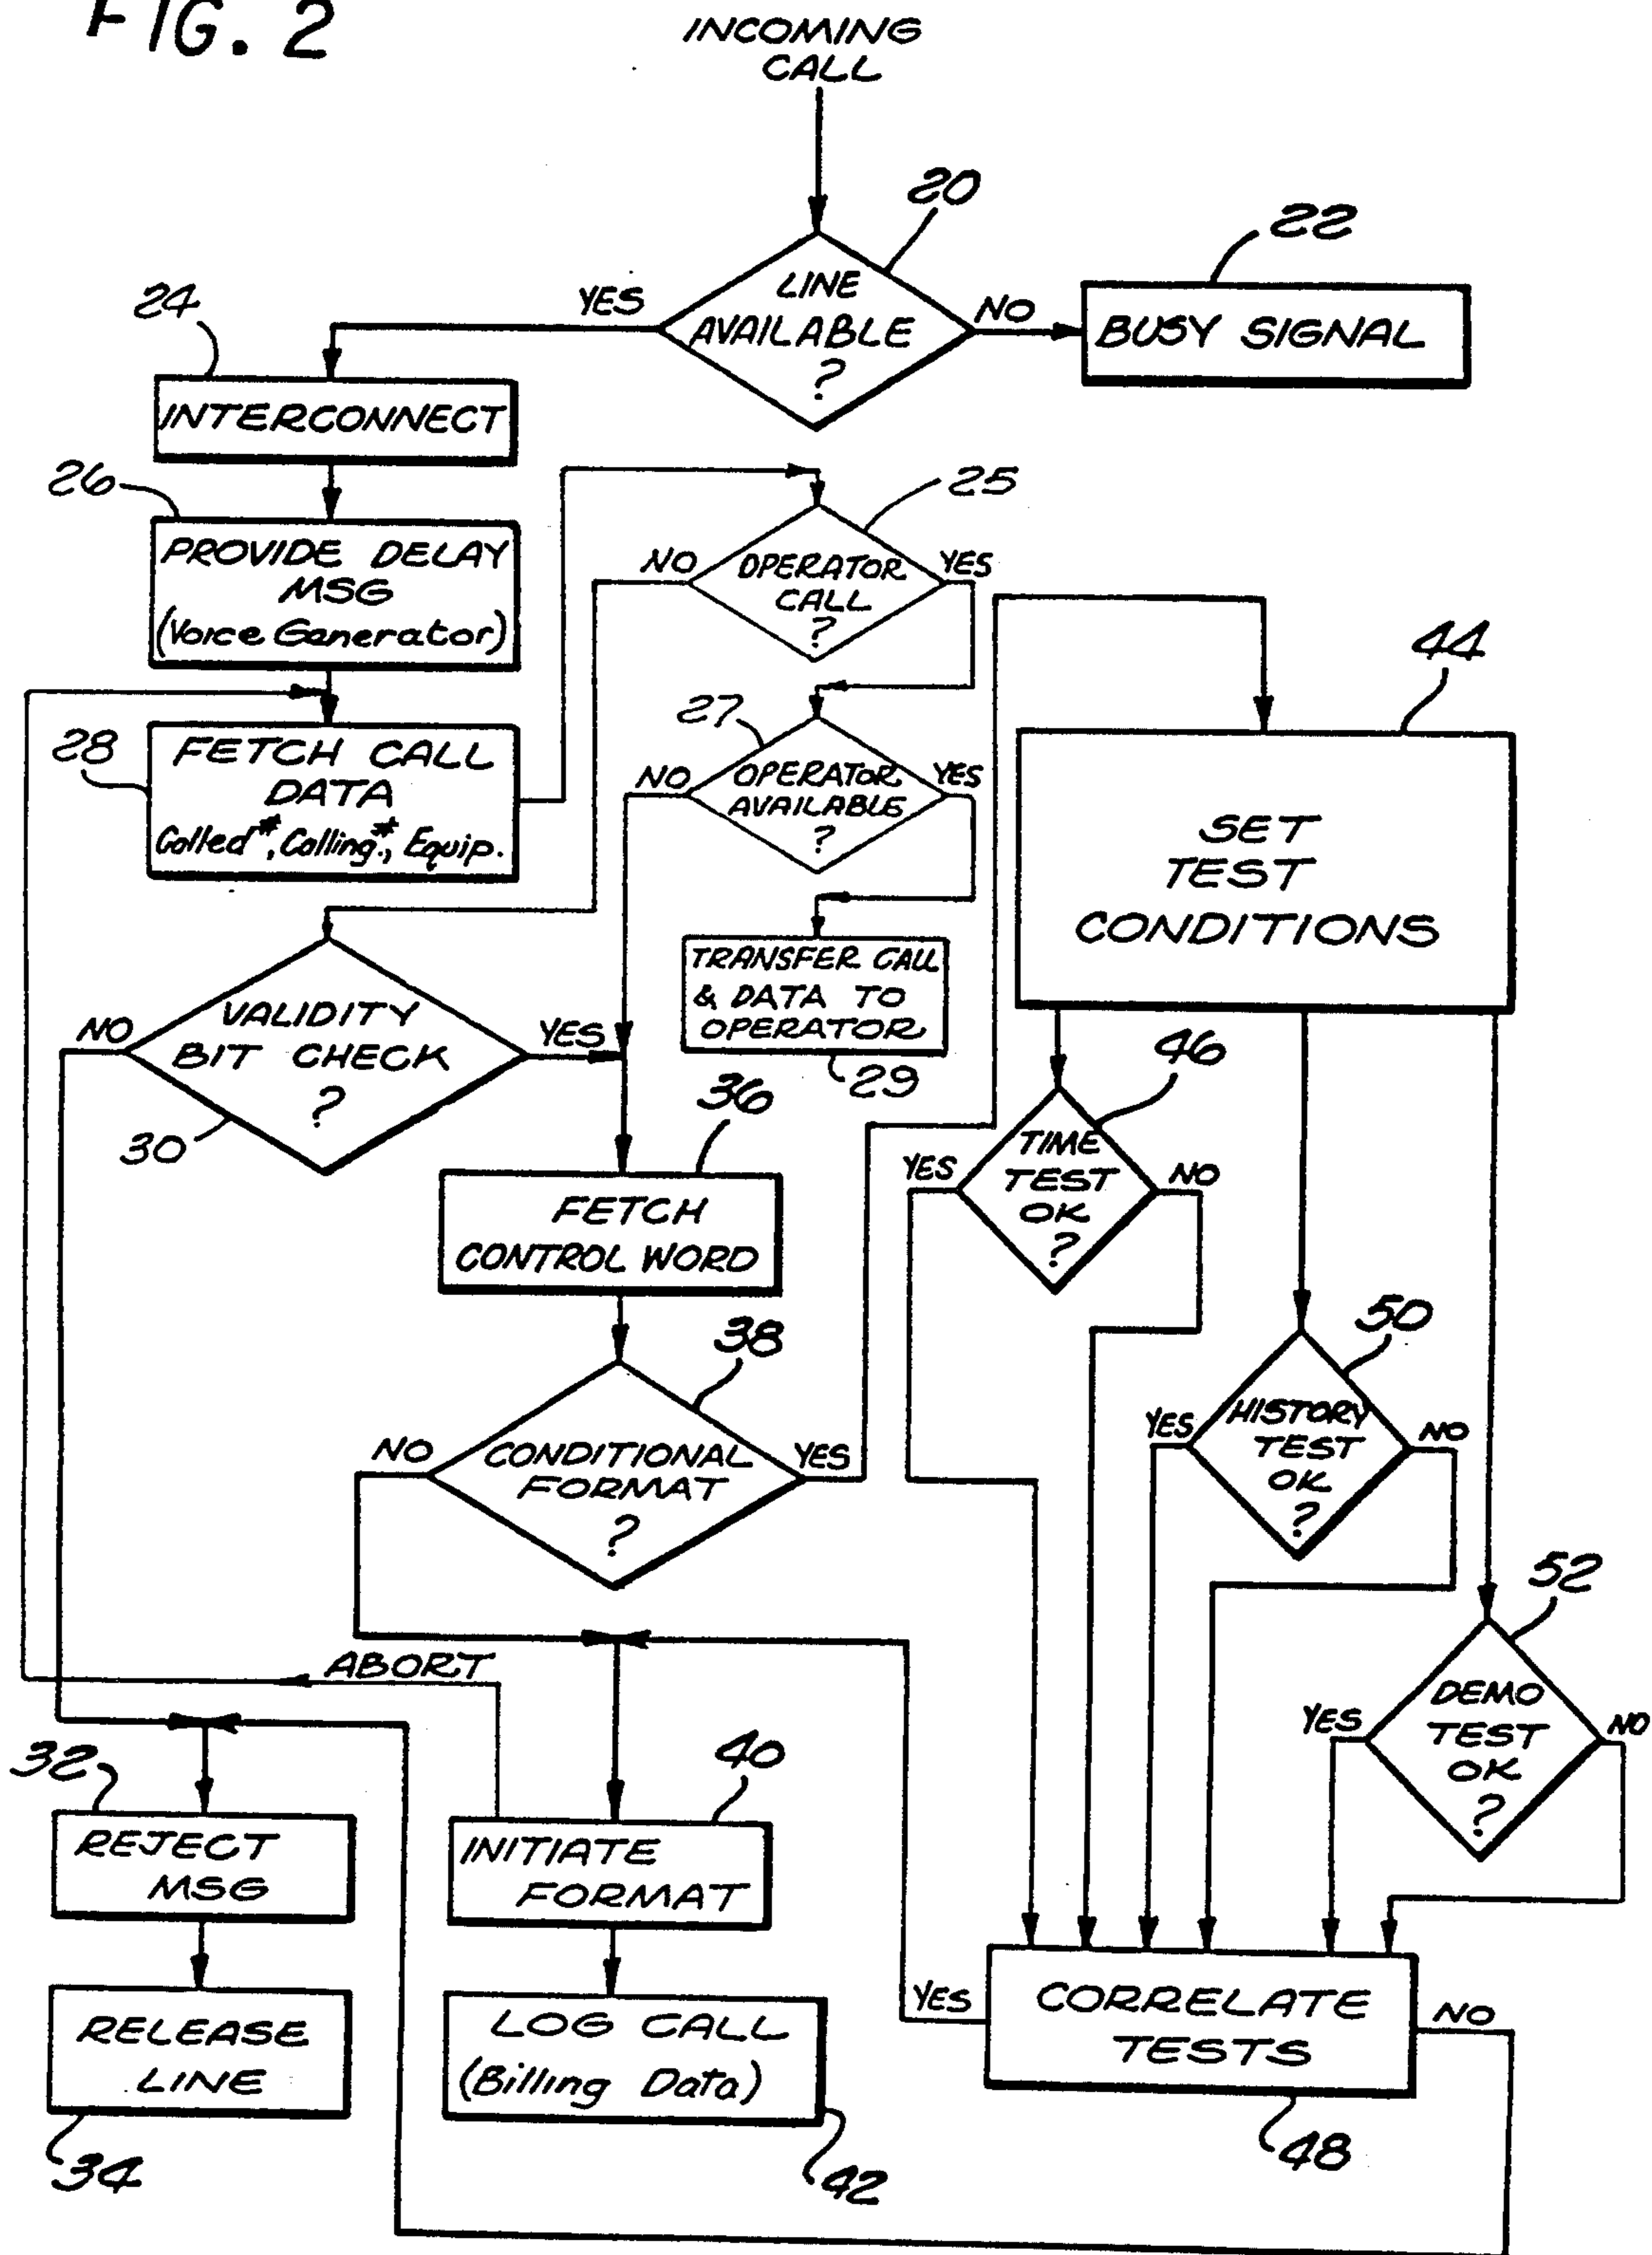 FIG. 2
INCOMING
CALL
20
LINE
AVAILABLE
?
YES
NO
22
BUSY SIGNAL
24
INTERCONNECT
26
PROVIDE DELAY
MSG
(Voice Generator)
25
OPERATOR
CALL
?
NO
YES
28
FETCH CALL
DATA
Called #, Calling #, Equip.
27
OPERATOR
AVAILABLE
?
NO
YES
TRANSFER CALL
& DATA TO
OPERATOR
29
44
SET
TEST
CONDITIONS
VALIDITY
BIT CHECK
?
NO
YES
30
36
FETCH
CONTROL WORD
46
TIME
TEST
OK
?
YES
NO
38
CONDITIONAL
FORMAT
?
NO
YES
50
HISTORY
TEST
OK
?
YES
NO
52
DEMO
TEST
OK
?
YES
NO
ABORT
32
REJECT
MSG
40
INITIATE
FORMAT
RELEASE
LINE
34
LOG CALL
(Billing Data)
42
YES
CORRELATE
TESTS
NO
48